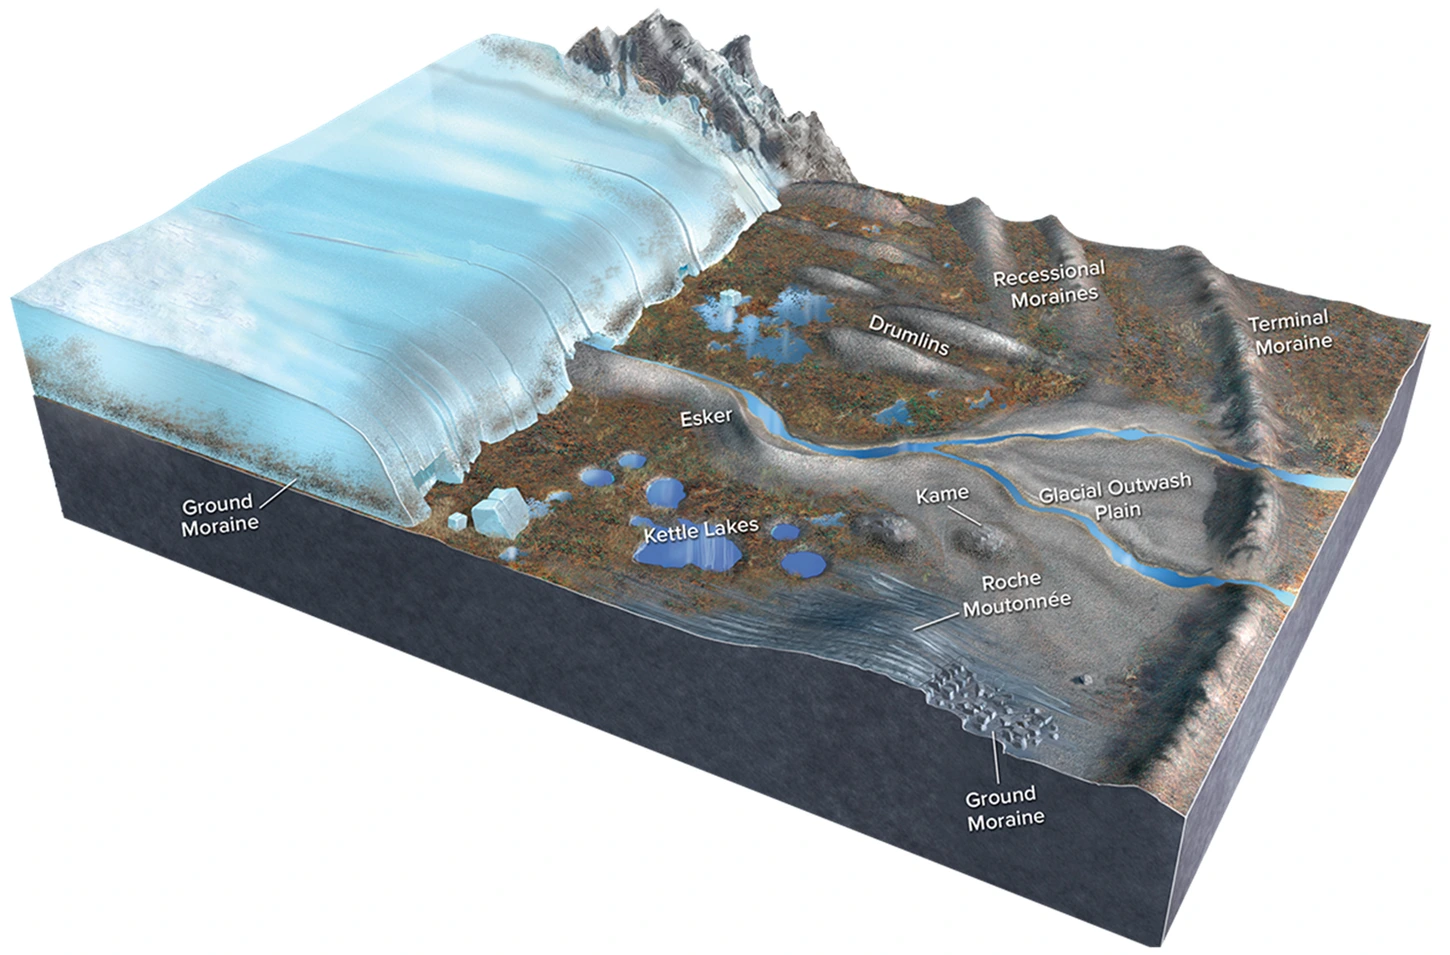 Recessional
Moraines
Terminal
Moraine
Drumlins
Esker
Ground
Moraine
Kame
Glacial Outwash
Plain
Kettle Lakes
Roche
Moutonnée
Ground
Moraine